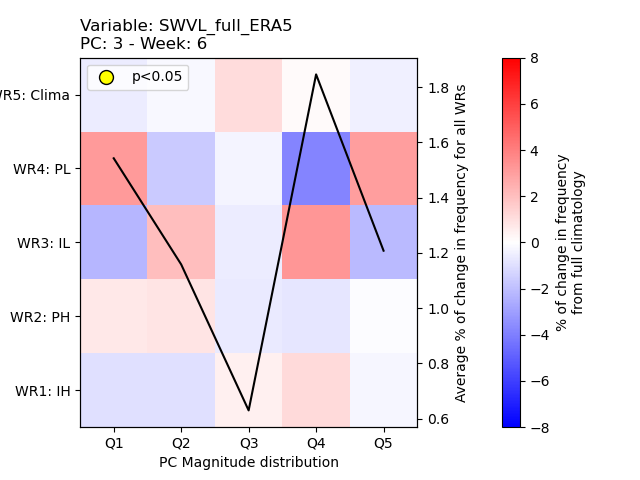 Variable: SWVL_full_ERA5
PC: 3 - Week: 6
p<0.05
WR5: Clima
WR4: PL
WR3: IL
WR2: PH
WR1: IH
Q1 Q2 Q3 Q4 Q5
PC Magnitude distribution
1.8
1.6
1.4
1.2
1.0
0.8
0.6
Average % of change in frequency for all WRs
8
6
4
2
0
−2
−4
−6
−8
% of change in frequency
from full climatology